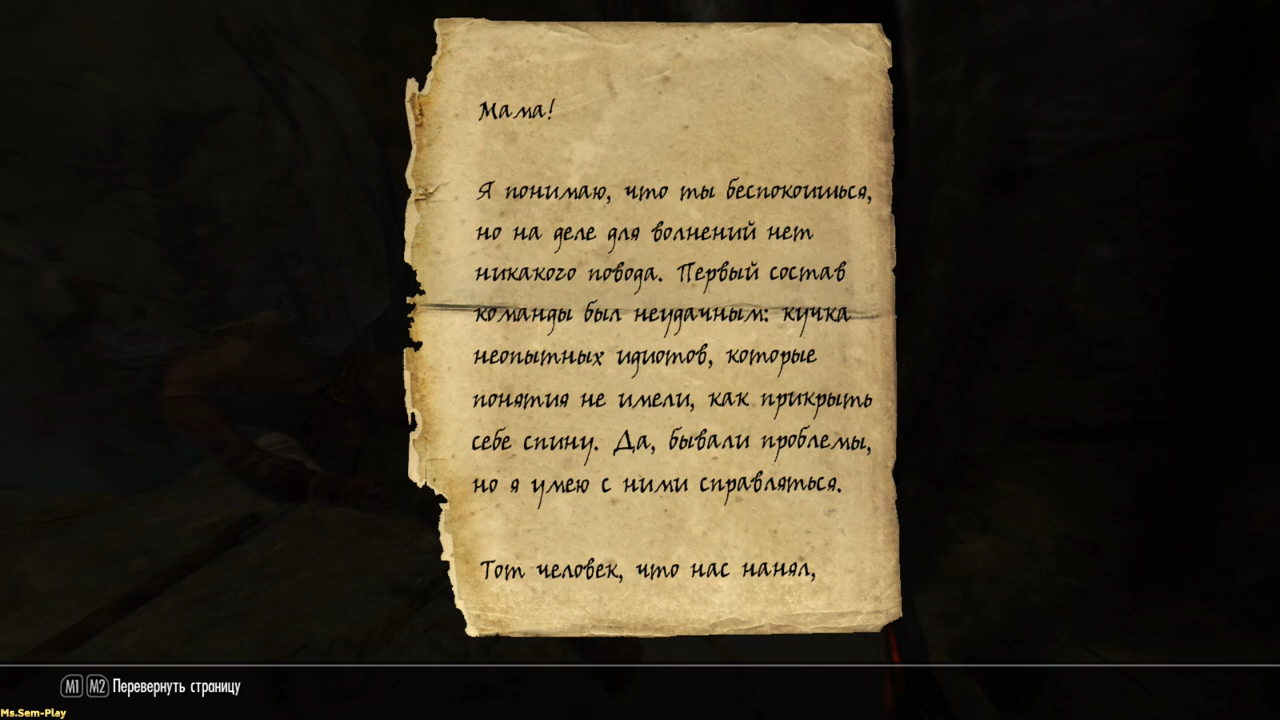 Мама!
Я понимаю, что ты беспокоишься,
но на деле для волнений нет
никакого повода. Первый состав
команды был неудачным: кучка
неопытных идиотов, которые
понятия не имели, как прикрыть
себе спину. Да, бывали проблемы,
но я умею с ними справляться.
Тот человек, что нас нанял,
M1 M2 Перевернуть страницу
Ms.Sem-Play